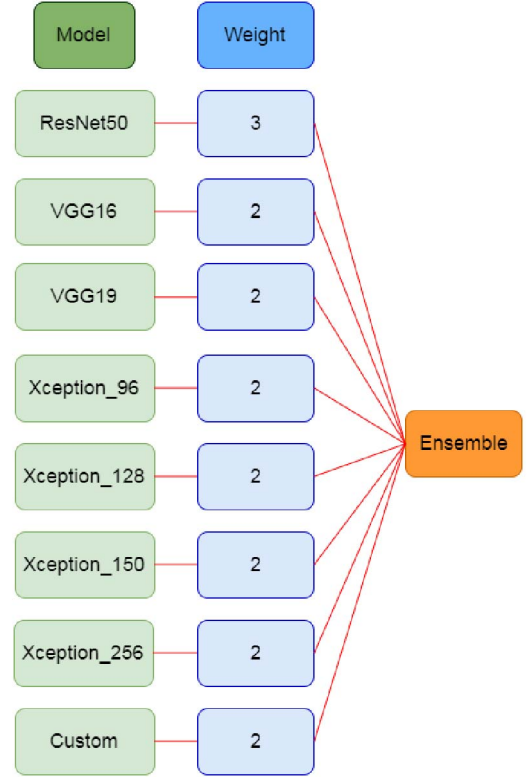 Model Weight
ResNet50 3
VGG16 2
VGG19 2
Xception_96 2
Ensemble
Xception_128 2
Xception_150 2
Xception_256 2
Custom 2